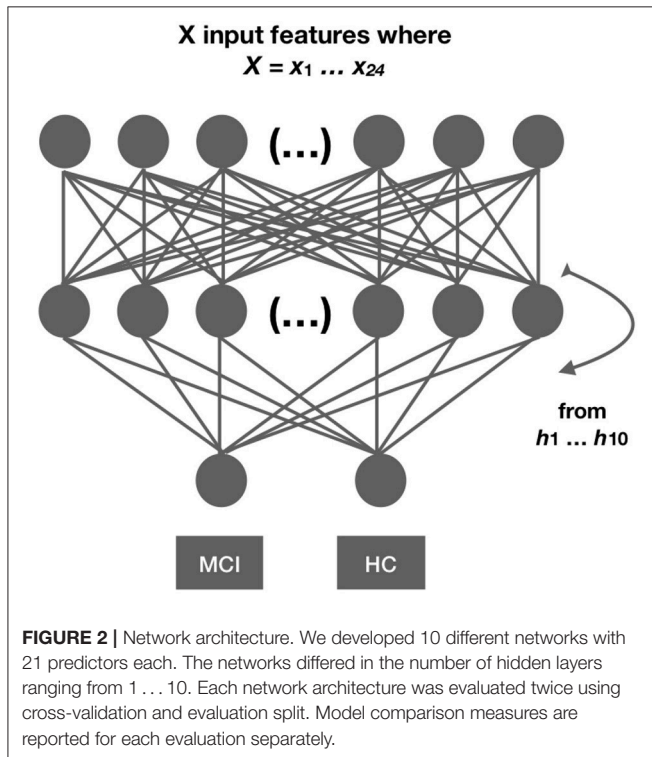 X input features where
X = x1 ... x24
(...)
(...)
from
h1 ... h10
MCI
HC
FIGURE 2 | Network architecture. We developed 10 different networks with
21 predictors each. The networks differed in the number of hidden layers
ranging from 1 . . . 10. Each network architecture was evaluated twice using
cross-validation and evaluation split. Model comparison measures are
reported for each evaluation separately.